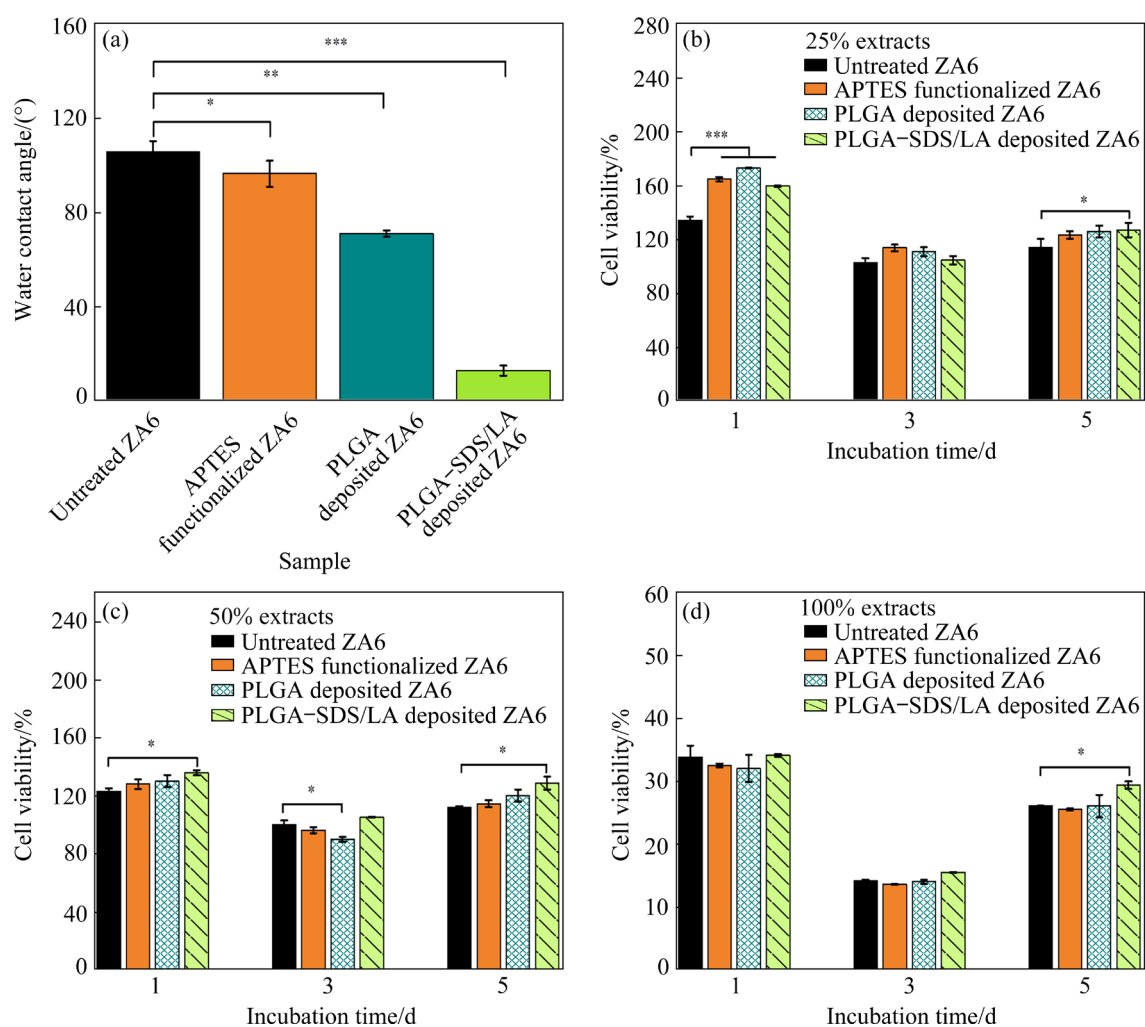 (a)
***
**
*
Water contact angle/(°)
160
120
80
40
0
Untreated ZA6
APTES
functionalized ZA6
PLGA
deposited ZA6
PLGA−SDS/LA
deposited ZA6
Sample
(b)
25% extracts
Untreated ZA6
APTES functionalized ZA6
PLGA deposited ZA6
PLGA−SDS/LA deposited ZA6
***
*
Cell viability/%
280
240
200
160
120
80
40
0
1 3 5
Incubation time/d
(c)
50% extracts
Untreated ZA6
APTES functionalized ZA6
PLGA deposited ZA6
PLGA−SDS/LA deposited ZA6
*
*
*
Cell viability/%
240
200
160
120
80
40
0
1 3 5
Incubation time/d
(d)
100% extracts
Untreated ZA6
APTES functionalized ZA6
PLGA deposited ZA6
PLGA−SDS/LA deposited ZA6
*
Cell viability/%
60
50
40
30
20
10
0
1 3 5
Incubation time/d